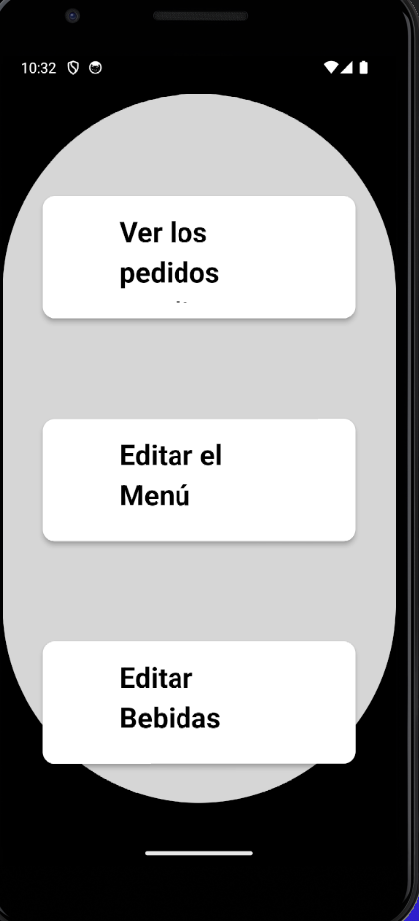 10:32
Ver los
pedidos
Editar el
Menú
Editar
Bebidas